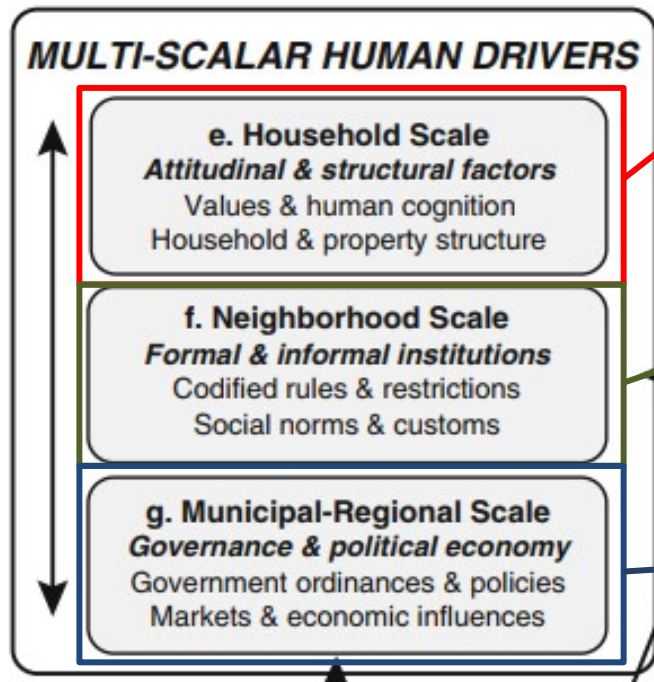 MULTI-SCALAR HUMAN DRIVERS
e. Household Scale
Attitudinal & structural factors
Values & human cognition
Household & property structure
f. Neighborhood Scale
Formal & informal institutions
Codified rules & restrictions
Social norms & customs
g. Municipal-Regional Scale
Governance & political economy
Government ordinances & policies
Markets & economic influences